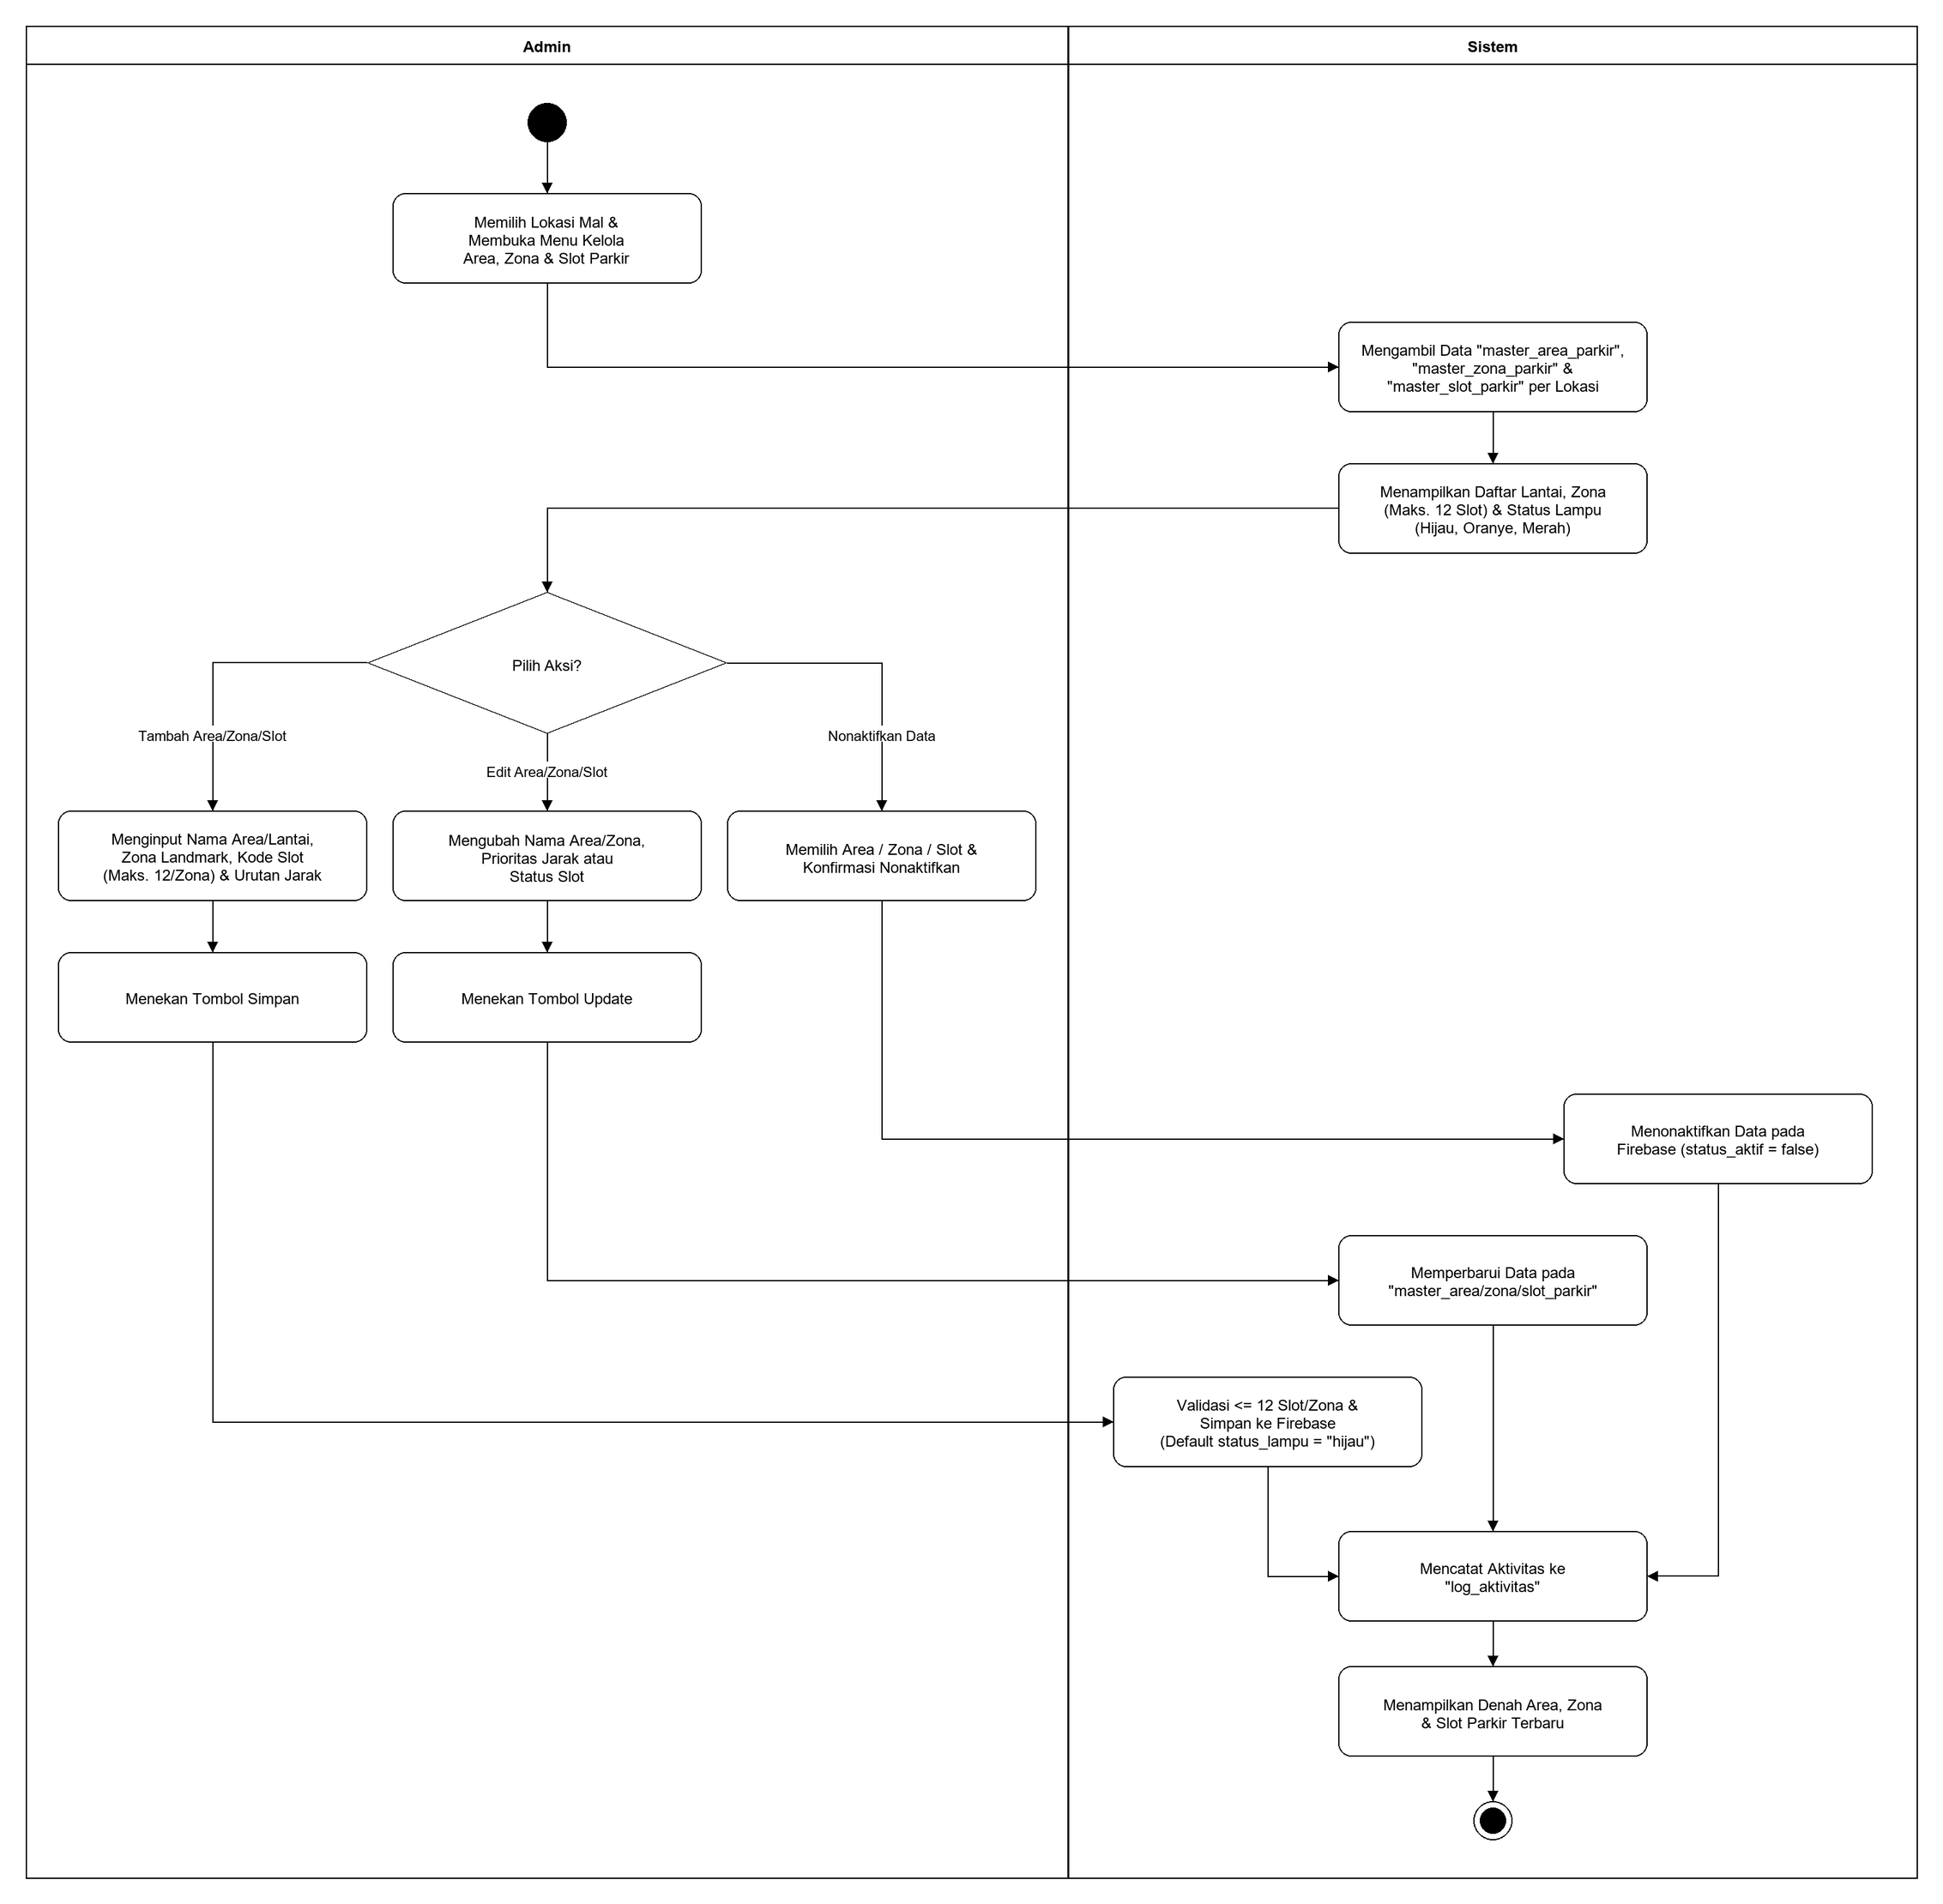 Admin
Sistem
Memilih Lokasi Mal &
Membuka Menu Kelola
Area, Zona & Slot Parkir
Mengambil Data "master_area_parkir",
"master_zona_parkir" &
"master_slot_parkir" per Lokasi
Menampilkan Daftar Lantai, Zona
(Maks. 12 Slot) & Status Lampu
(Hijau, Oranye, Merah)
Pilih Aksi?
Tambah Area/Zona/Slot
Edit Area/Zona/Slot
Nonaktifkan Data
Menginput Nama Area/Lantai,
Zona Landmark, Kode Slot
(Maks. 12/Zona) & Urutan Jarak
Mengubah Nama Area/Zona,
Prioritas Jarak atau
Status Slot
Memilih Area / Zona / Slot &
Konfirmasi Nonaktifkan
Menekan Tombol Simpan
Menekan Tombol Update
Menonaktifkan Data pada
Firebase (status_aktif = false)
Memperbarui Data pada
"master_area/zona/slot_parkir"
Validasi <= 12 Slot/Zona &
Simpan ke Firebase
(Default status_lampu = "hijau")
Mencatat Aktivitas ke
"log_aktivitas"
Menampilkan Denah Area, Zona
& Slot Parkir Terbaru